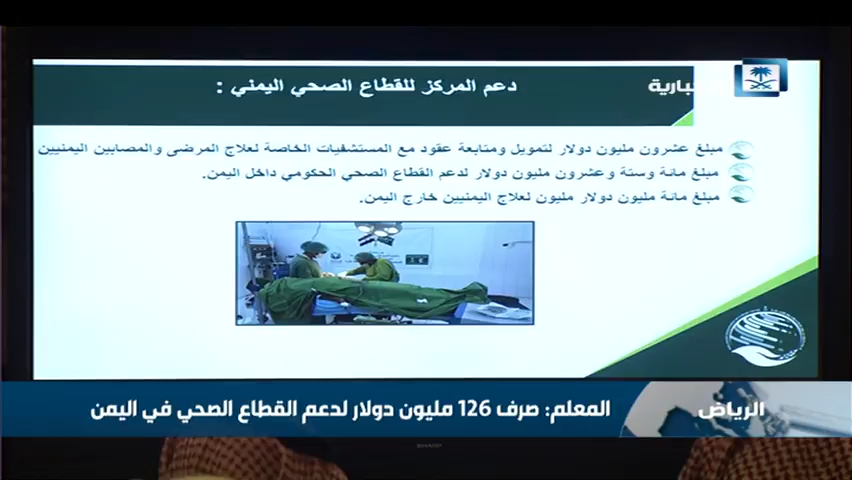 دعم المركز للقطاع الصحي اليمني :
مبلغ عشرون مليون دولار لتمويل ومتابعة عقود مع المستشفيات الخاصة لعلاج المرضى والمصابين اليمنيين
مبلغ مائة وستة وعشرون مليون دولار لدعم القطاع الصحي الحكومي داخل اليمن.
مبلغ مائة مليون دولار مليون لعلاج اليمنيين خارج اليمن.
الرياض
المعلم: صرف 126 مليون دولار لدعم القطاع الصحي في اليمن